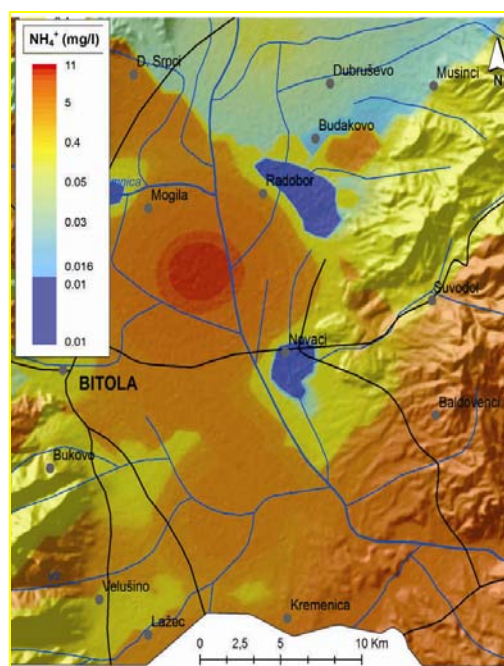 NH₄⁺ (mg/l)
11
5
0.4
0.05
0.03
0.016
0.01
0.01
D. Srpci
Dubruševo
Musinci
N
Budakovo
Radobor
Mogila
Suvodol
Novaci
BITOLA
Baldovenci
Bukovo
Velušino
Lažec
Kremenica
0 2,5 5 10 Km